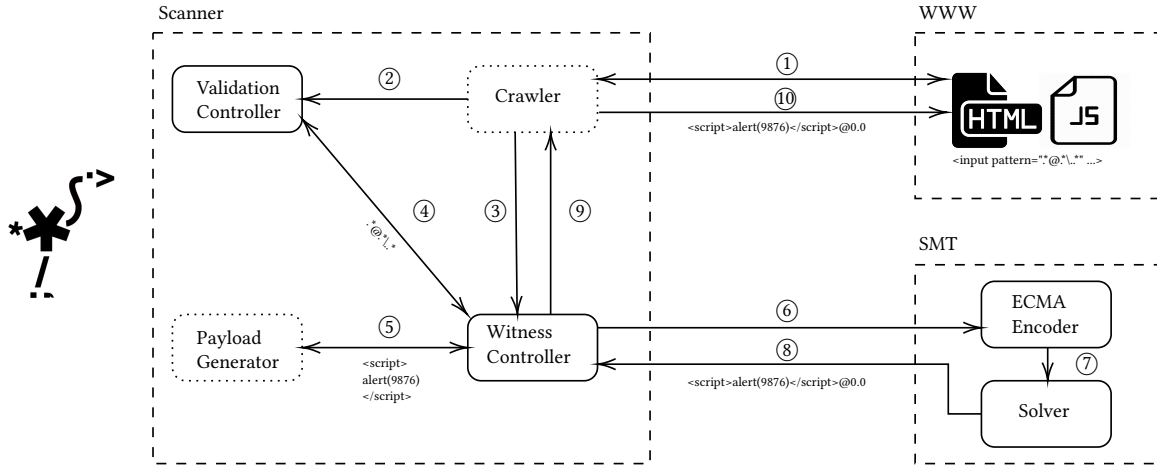 Scanner
WWW
Validation
Controller
②
Crawler
①
⑩
<script>alert(9876)</script>@0.0
HTML
JS
<input pattern=".*@.*\..*" ...>
④
.*@.*\..*
③
⑨
SMT
Payload
Generator
⑤
<script>
alert(9876)
</script>
Witness
Controller
⑥
⑧
<script>alert(9876)</script>@0.0
ECMA
Encoder
⑦
Solver